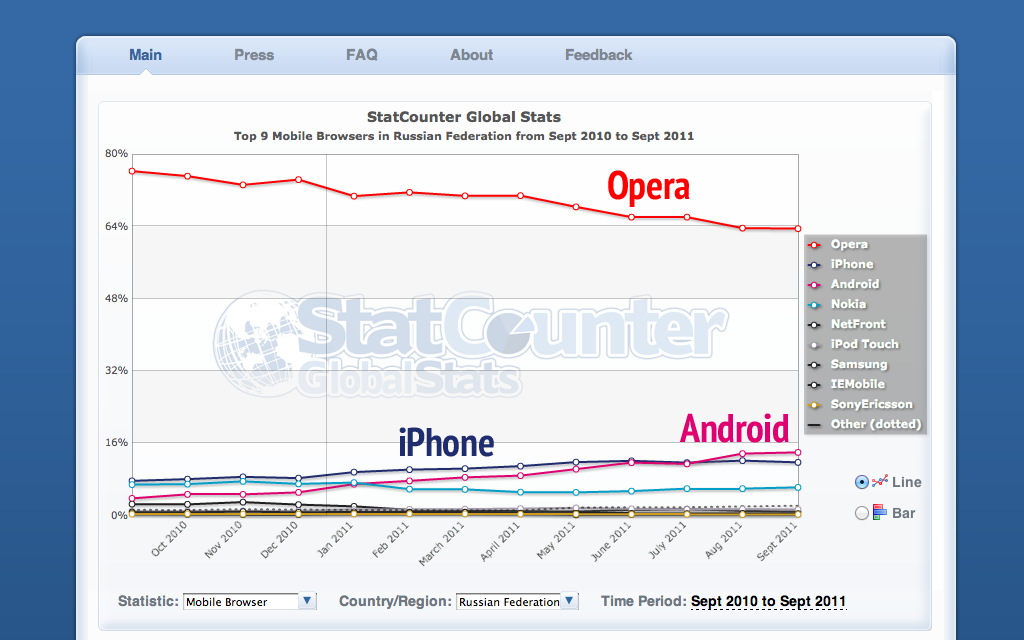 Main Press FAQ About Feedback
StatCounter Global Stats
Top 9 Mobile Browsers in Russian Federation from Sept 2010 to Sept 2011
80%
Opera
64%
Opera
iPhone
Android
Nokia
NetFront
iPod Touch
Samsung
IEMobile
SonyEricsson
Other (dotted)
48%
StatCounter
GlobalStats
32%
Android
iPhone
16%
Line
Bar
0%
Oct 2010 Nov 2010 Dec 2010 Jan 2011 Feb 2011 March 2011 April 2011 May 2011 June 2011 July 2011 Aug 2011 Sept 2011
Statistic: Mobile Browser Country/Region: Russian Federation Time Period: Sept 2010 to Sept 2011